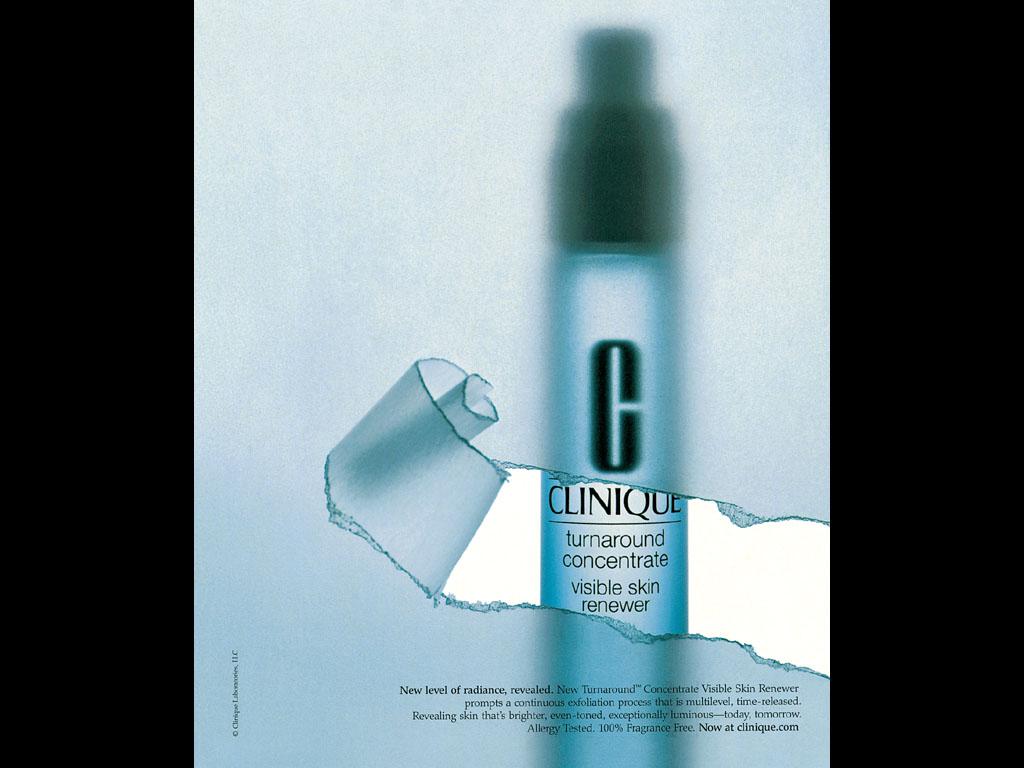 C
CLINIQUE
turnaround
concentrate
visible skin
renewer
New level of radiance, revealed. New Turnaround™ Concentrate Visible Skin Renewer
prompts a continuous exfoliation process that is multilevel, time-released.
Revealing skin that's brighter, even-toned, exceptionally luminous—today, tomorrow.
Allergy Tested. 100% Fragrance Free. Now at clinique.com
© Clinique Laboratories, LLC